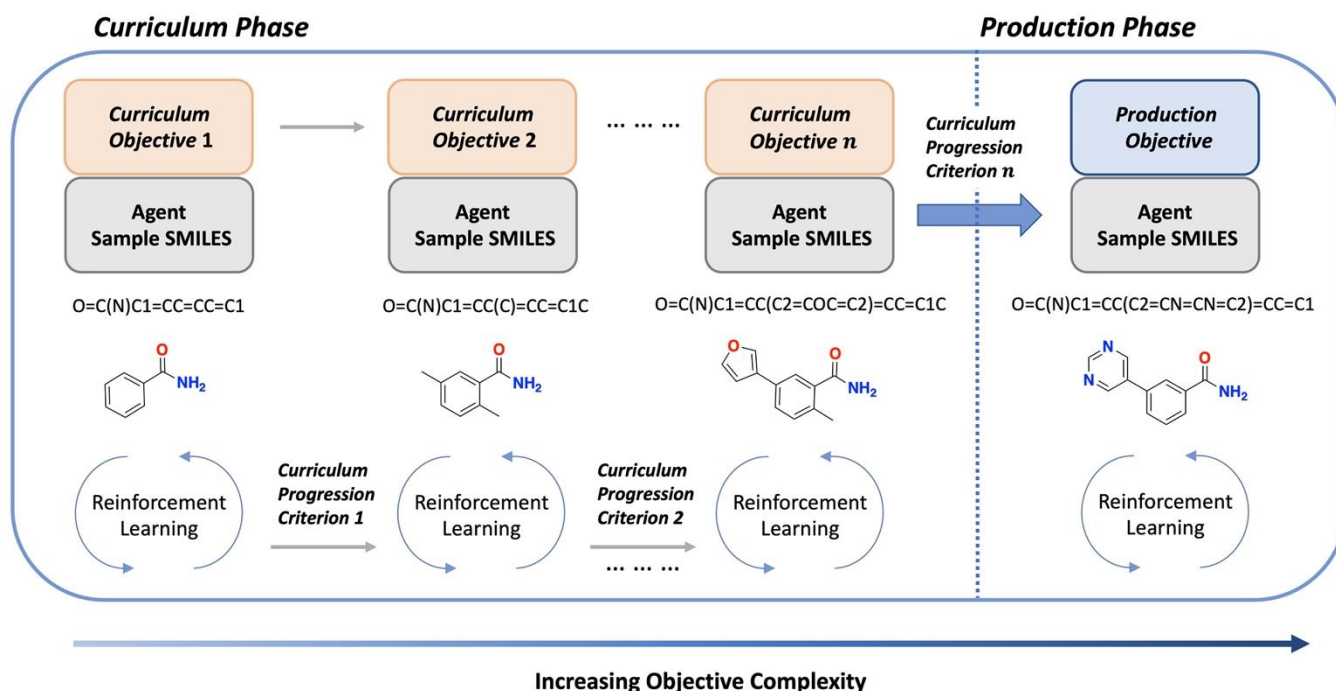 Curriculum Phase
Production Phase
Curriculum
Objective 1
Curriculum
Objective 2
... ... ...
Curriculum
Objective n
Curriculum
Progression
Criterion n
Production
Objective
Agent
Sample SMILES
Agent
Sample SMILES
Agent
Sample SMILES
Agent
Sample SMILES
O=C(N)C1=CC=CC=C1
O=C(N)C1=CC(C)=CC=C1C
O=C(N)C1=CC(C2=COC=C2)=CC=C1C
O=C(N)C1=CC(C2=CN=CN=C2)=CC=C1
O
NH2
O
NH2
O
O
NH2
N
N
O
NH2
Reinforcement
Learning
Curriculum
Progression
Criterion 1
Reinforcement
Learning
Curriculum
Progression
Criterion 2
... ... ...
Reinforcement
Learning
Reinforcement
Learning
Increasing Objective Complexity